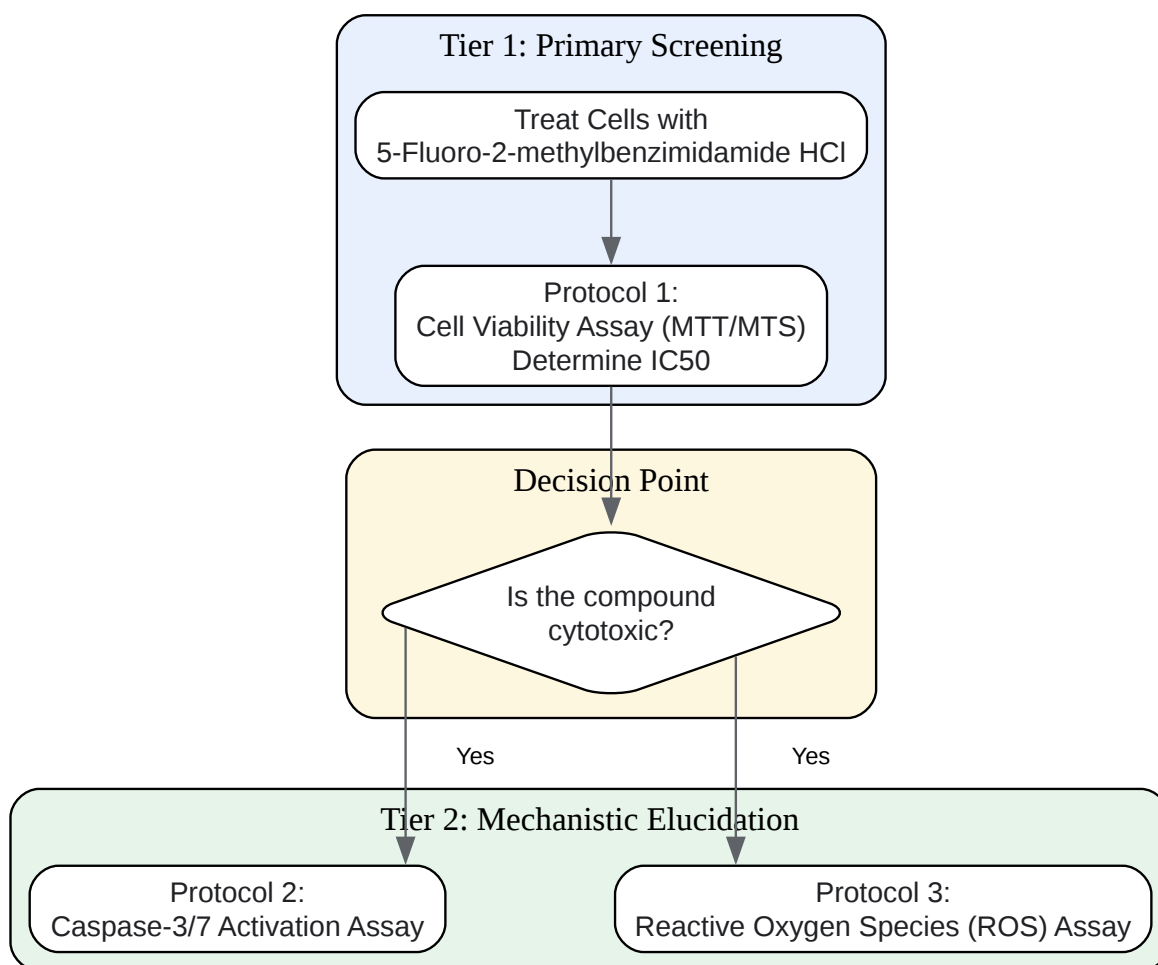 Tier 1: Primary Screening
Treat Cells with
5-Fluoro-2-methylbenzimidamide HCl
Protocol 1:
Cell Viability Assay (MTT/MTS)
Determine IC50
Decision Point
Is the compound
cytotoxic?
Yes
Yes
Tier 2: Mechanistic Elucidation
Protocol 2:
Caspase-3/7 Activation Assay
Protocol 3:
Reactive Oxygen Species (ROS) Assay